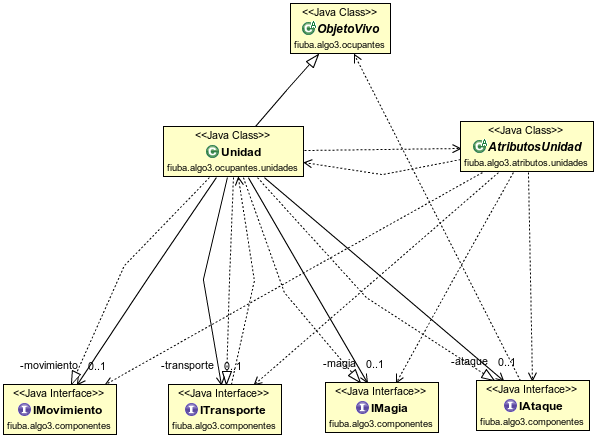 <<Java Class>>
ObjetoVivo
fiuba.algo3.ocupantes
<<Java Class>>
Unidad
fiuba.algo3.ocupantes.unidades
<<Java Class>>
AtributosUnidad
fiuba.algo3.atributos.unidades
-movimiento 0..1
-transporte 0..1
-magia 0..1
-ataque 0..1
<<Java Interface>>
IMovimiento
fiuba.algo3.componentes
<<Java Interface>>
ITransporte
fiuba.algo3.componentes
<<Java Interface>>
IMagia
fiuba.algo3.componentes
<<Java Interface>>
IAtaque
fiuba.algo3.componentes